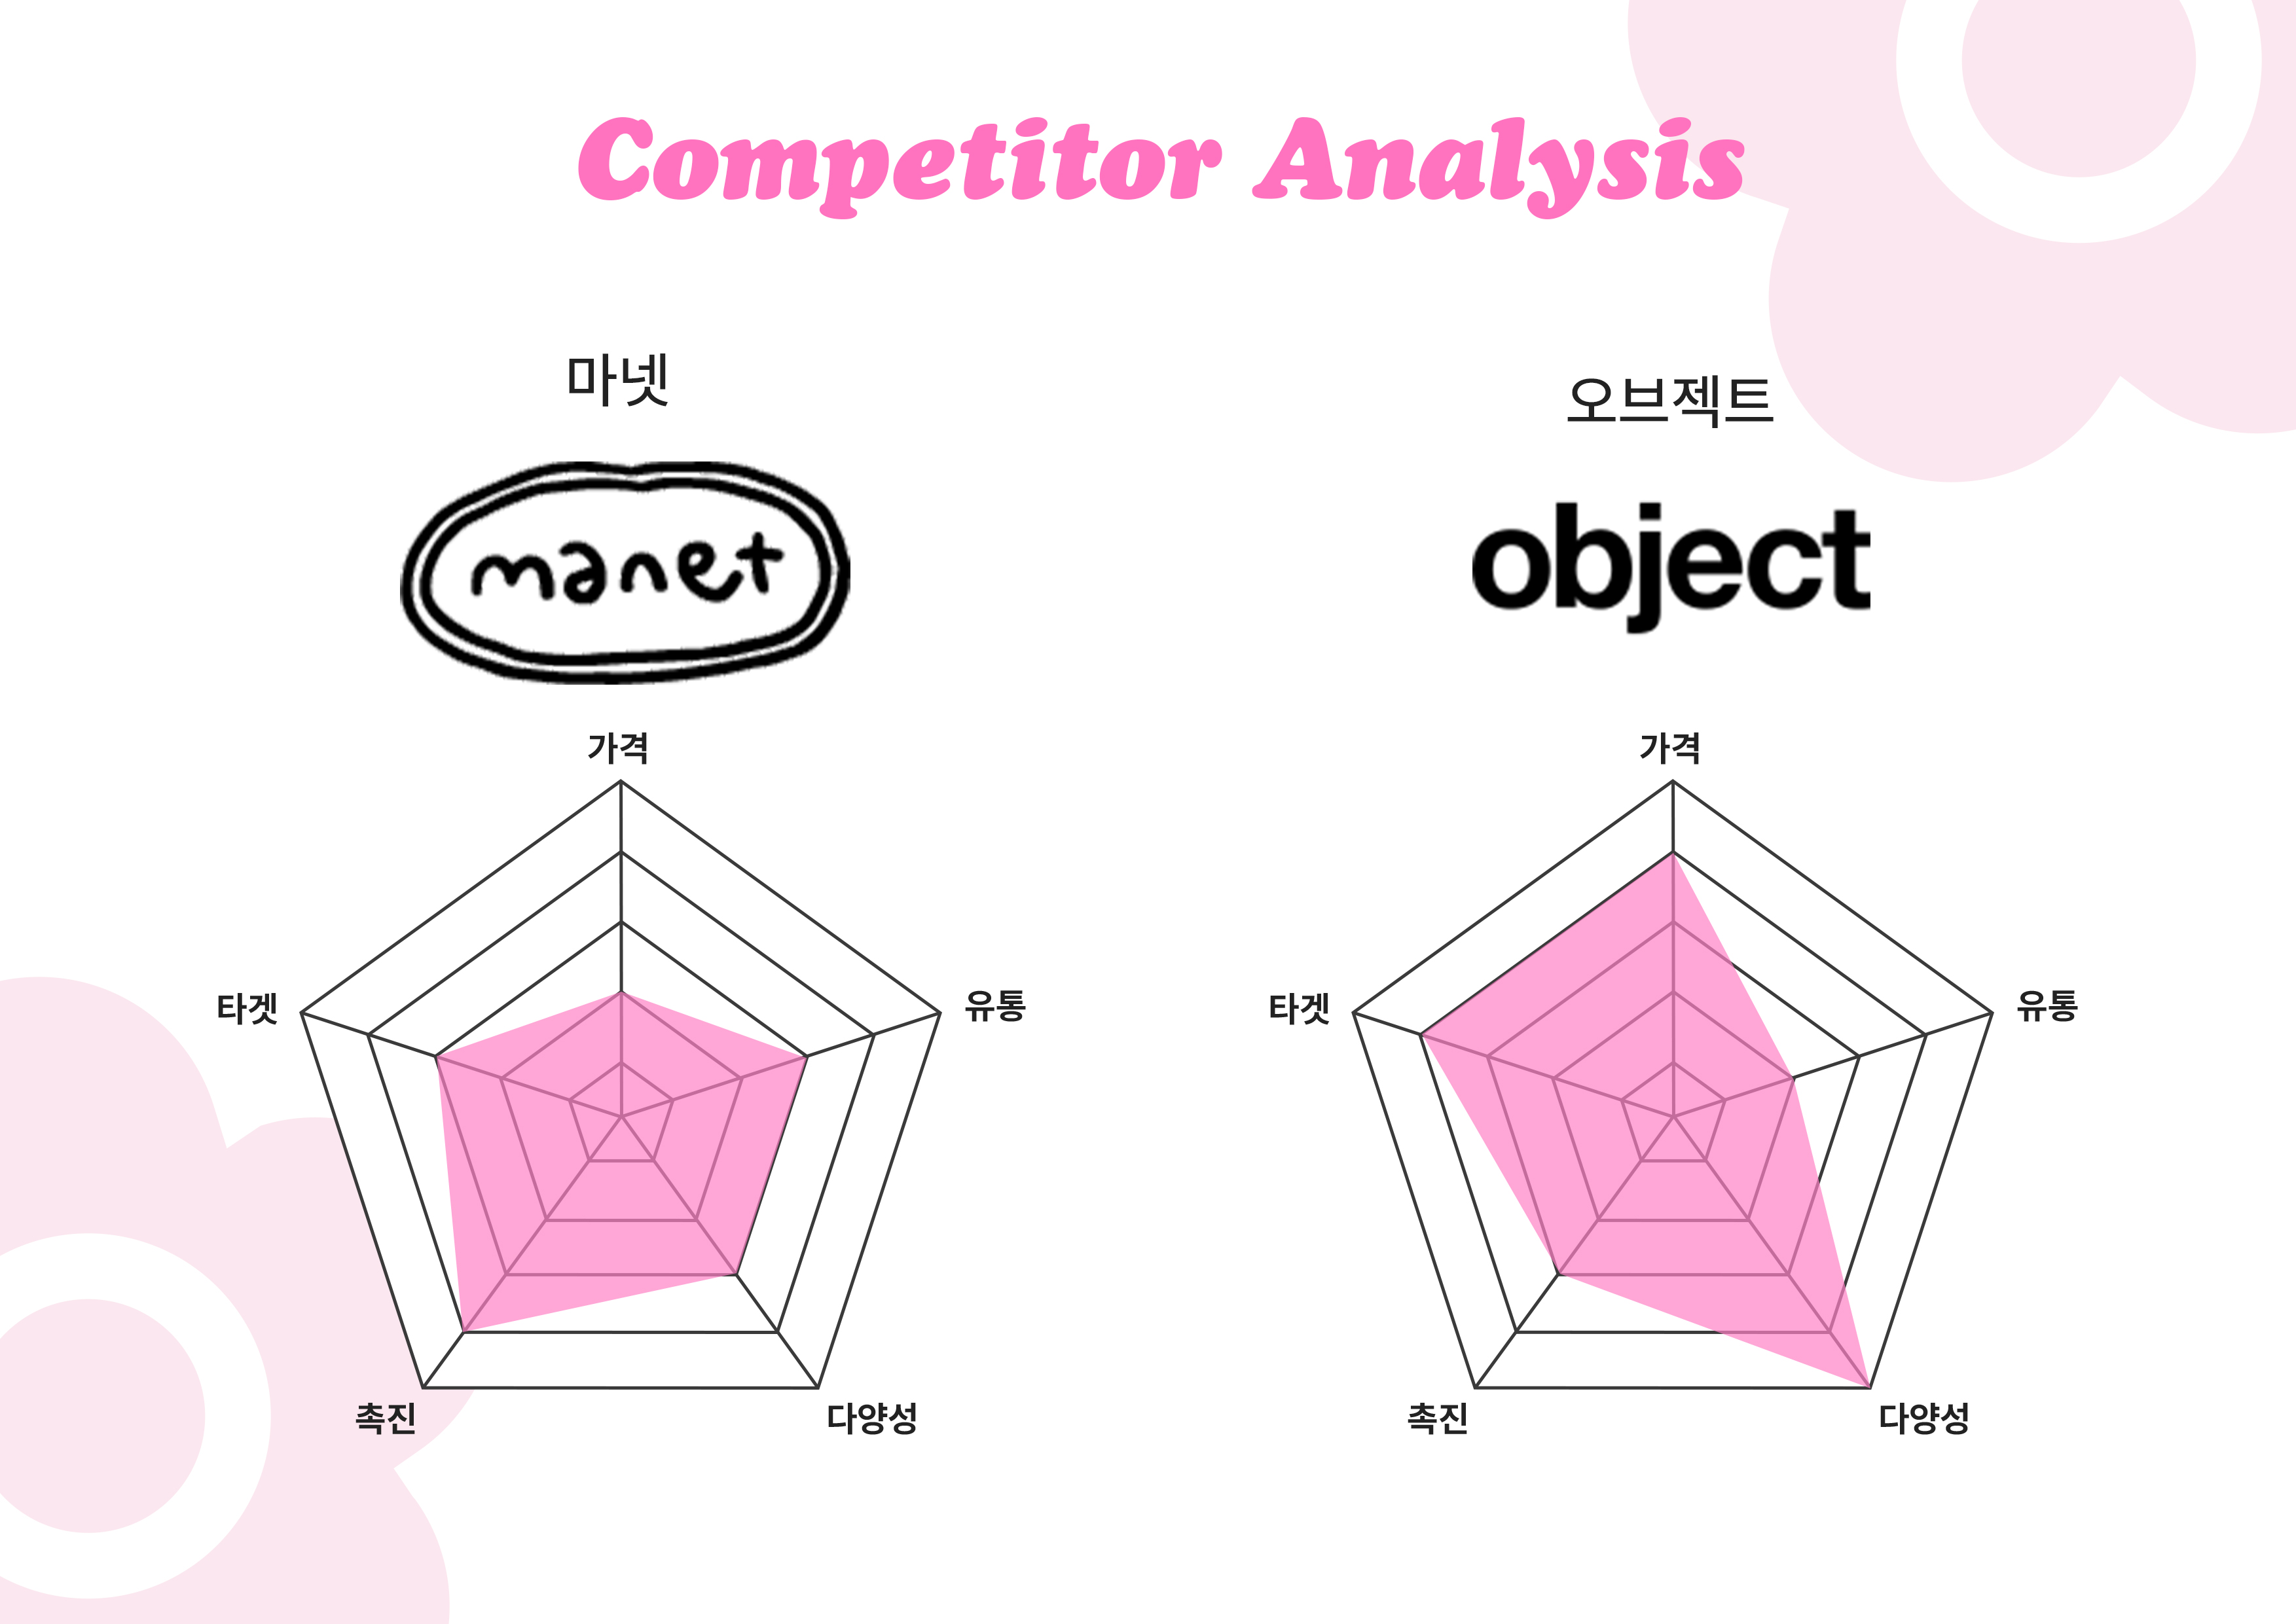 Competitor Analysis
마넷
manet
가격
타겟
유통
촉진
다양성
오브젝트
object
가격
타겟
유통
촉진
다양성